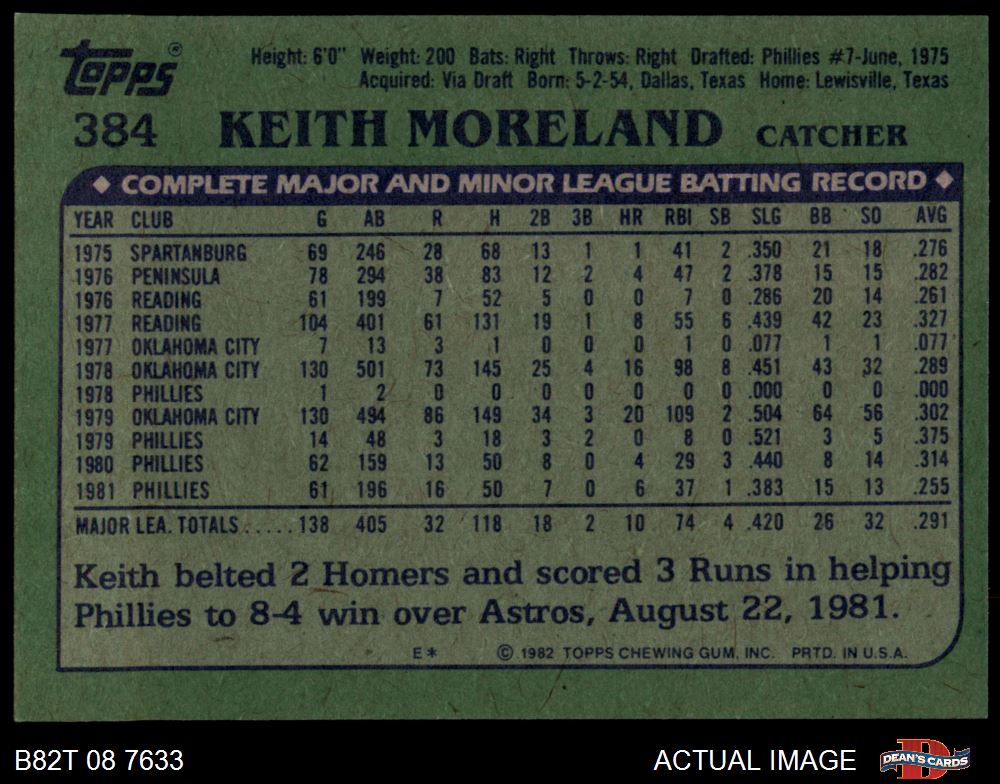 Topps®
Height: 6'0" Weight: 200 Bats: Right Throws: Right Drafted: Phillies #7-June, 1975
Acquired: Via Draft Born: 5-2-54, Dallas, Texas Home: Lewisville, Texas
384 KEITH MORELAND CATCHER
◆ COMPLETE MAJOR AND MINOR LEAGUE BATTING RECORD ◆
YEAR CLUB G AB R H 2B 3B HR RBI SB SLG BB SO AVG
1975 SPARTANBURG 69 246 28 68 13 1 1 41 2 .350 21 18 .276
1976 PENINSULA 78 294 38 83 12 2 4 47 2 .378 15 15 .282
1976 READING 61 199 7 52 5 0 0 7 0 .286 20 14 .261
1977 READING 104 401 61 131 19 1 8 55 6 .439 42 23 .327
1977 OKLAHOMA CITY 7 13 3 1 0 0 0 1 0 .077 1 1 .077
1978 OKLAHOMA CITY 130 501 73 145 25 4 16 98 8 .451 43 32 .289
1978 PHILLIES 1 2 0 0 0 0 0 0 0 .000 0 0 .000
1979 OKLAHOMA CITY 130 494 86 149 34 3 20 109 2 .504 64 56 .302
1979 PHILLIES 14 48 3 18 3 2 0 8 0 .521 3 5 .375
1980 PHILLIES 62 159 13 50 8 0 4 29 3 .440 8 14 .314
1981 PHILLIES 61 196 16 50 7 0 6 37 1 .383 15 13 .255
MAJOR LEA. TOTALS.....138 405 32 118 18 2 10 74 4 .420 26 32 .291
Keith belted 2 Homers and scored 3 Runs in helping
Phillies to 8-4 win over Astros, August 22, 1981.
E* © 1982 TOPPS CHEWING GUM, INC. PRTD. IN U.S.A.
B82T 08 7633 ACTUAL IMAGE DEAN'S CARDS